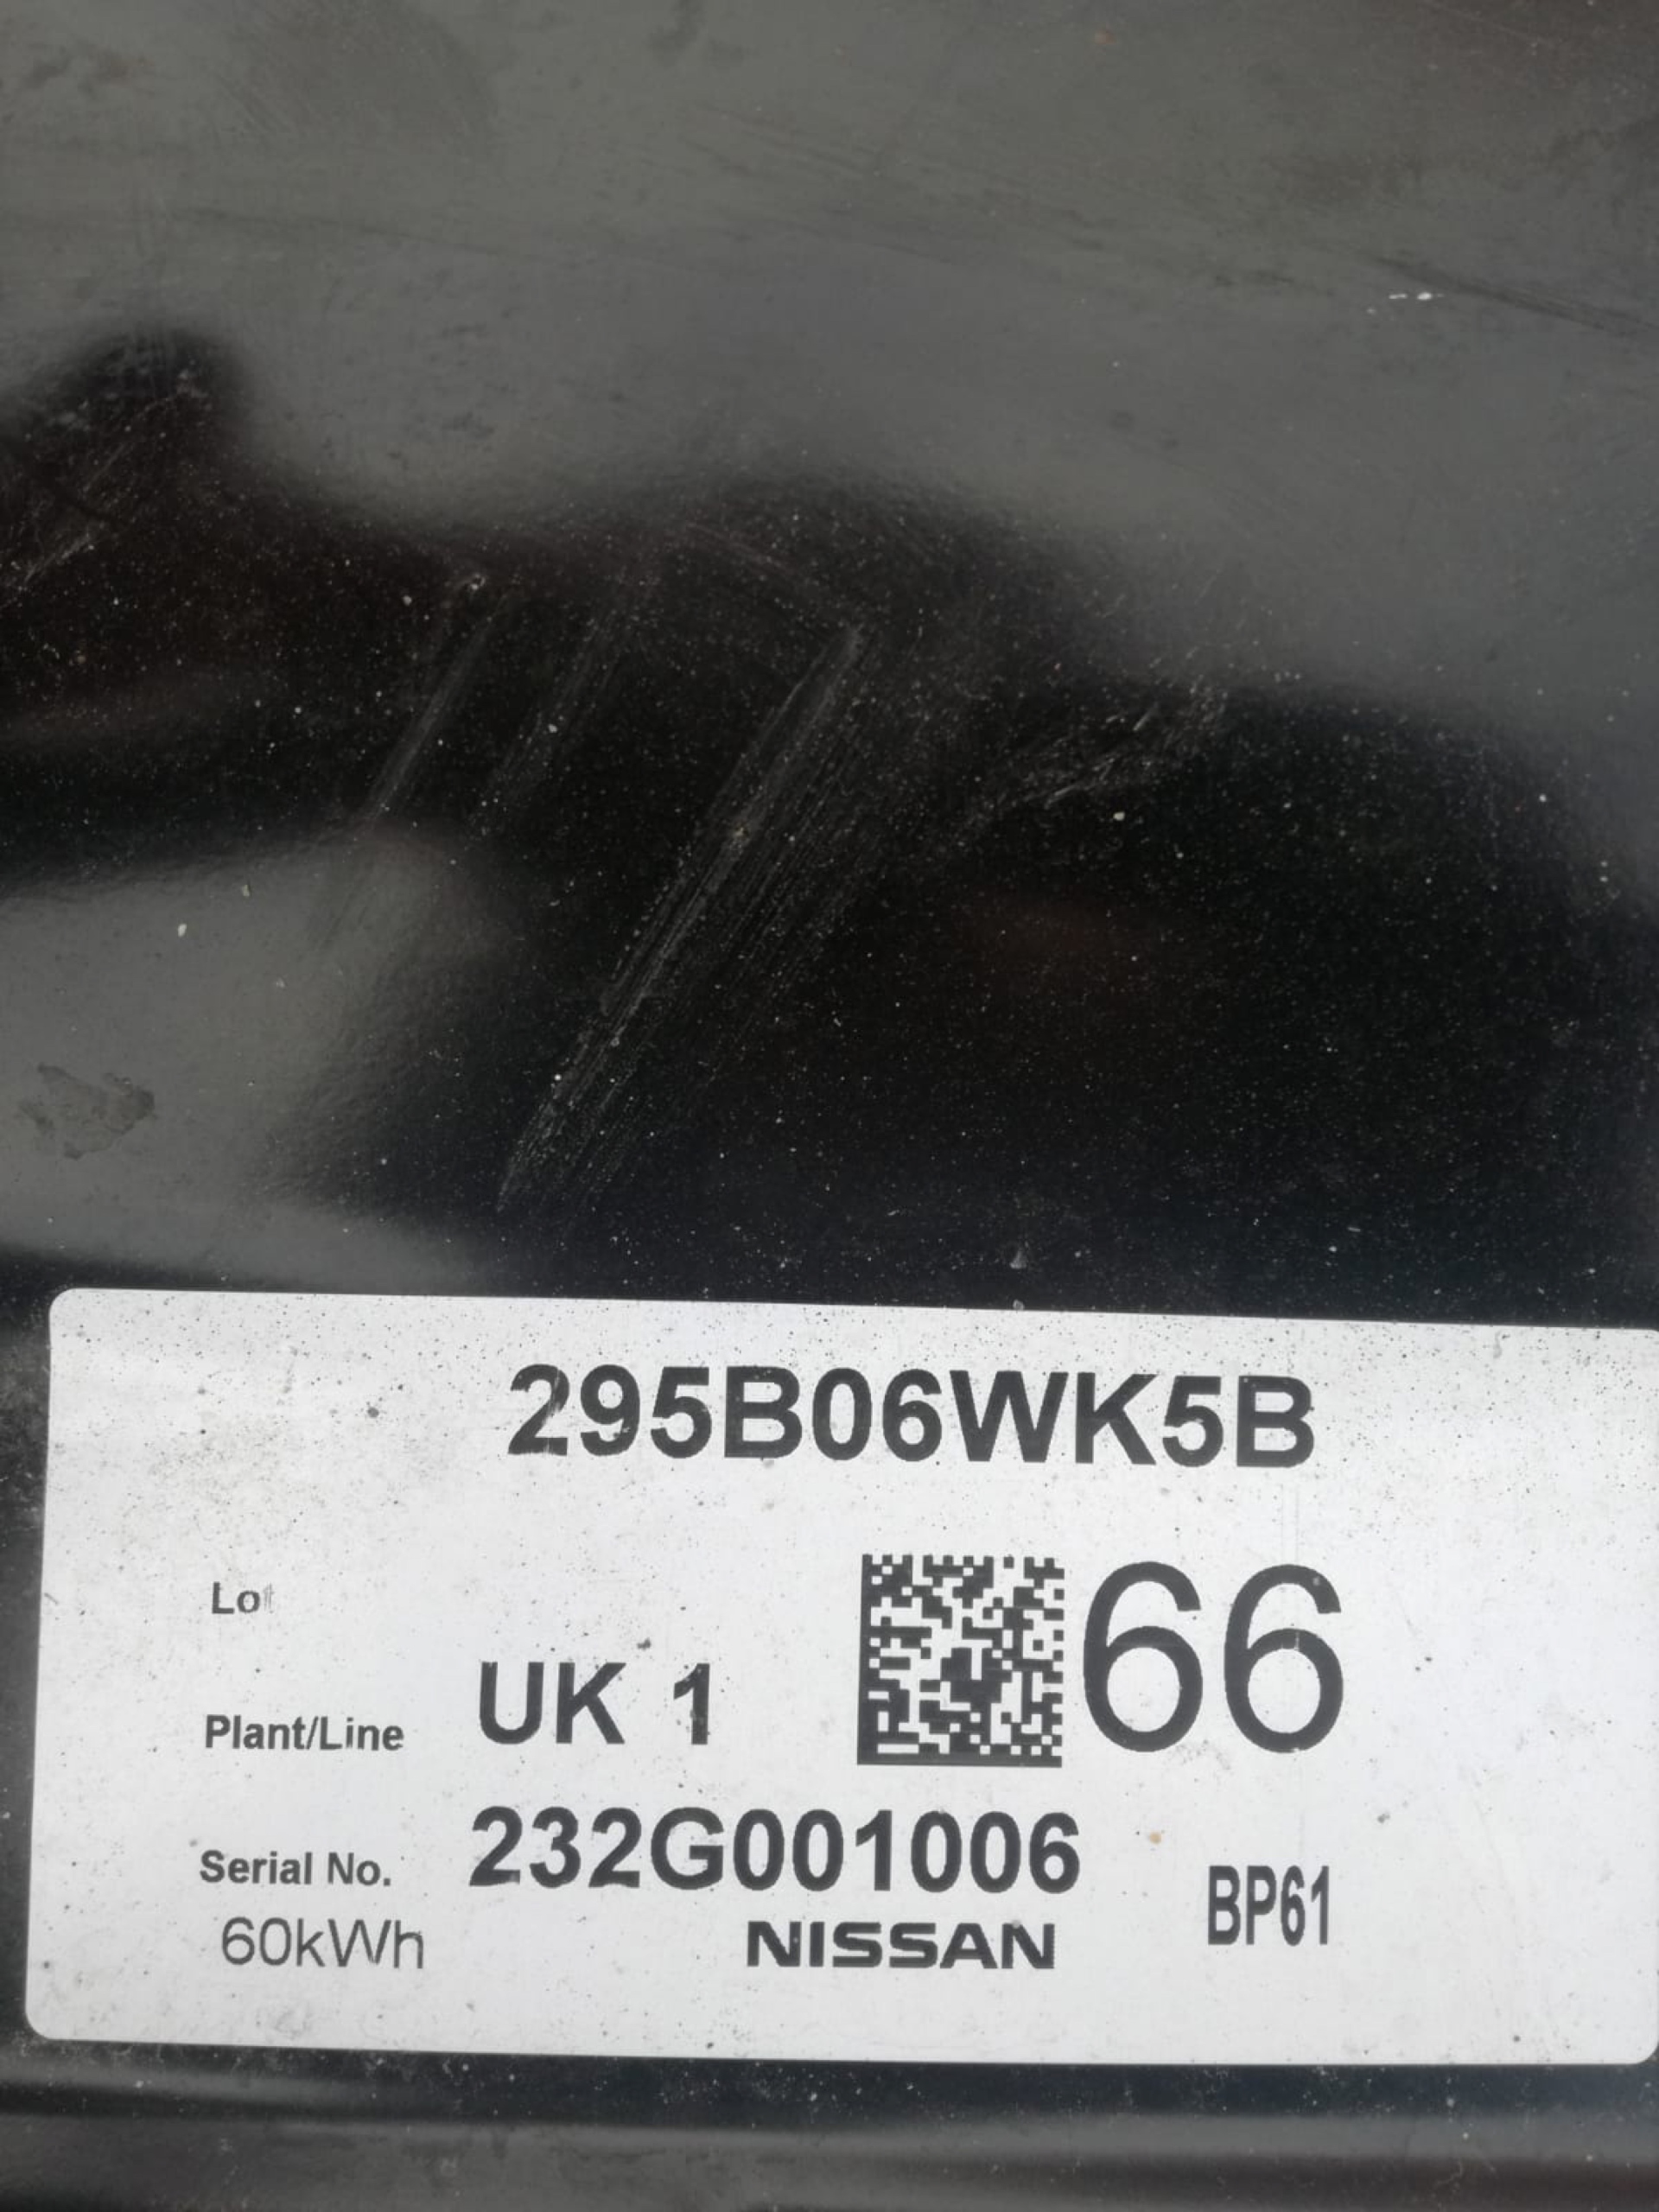 295B06WK5B
Lot
66
Plant/Line UK 1
Serial No. 232G001006
BP61
60kWh NISSAN